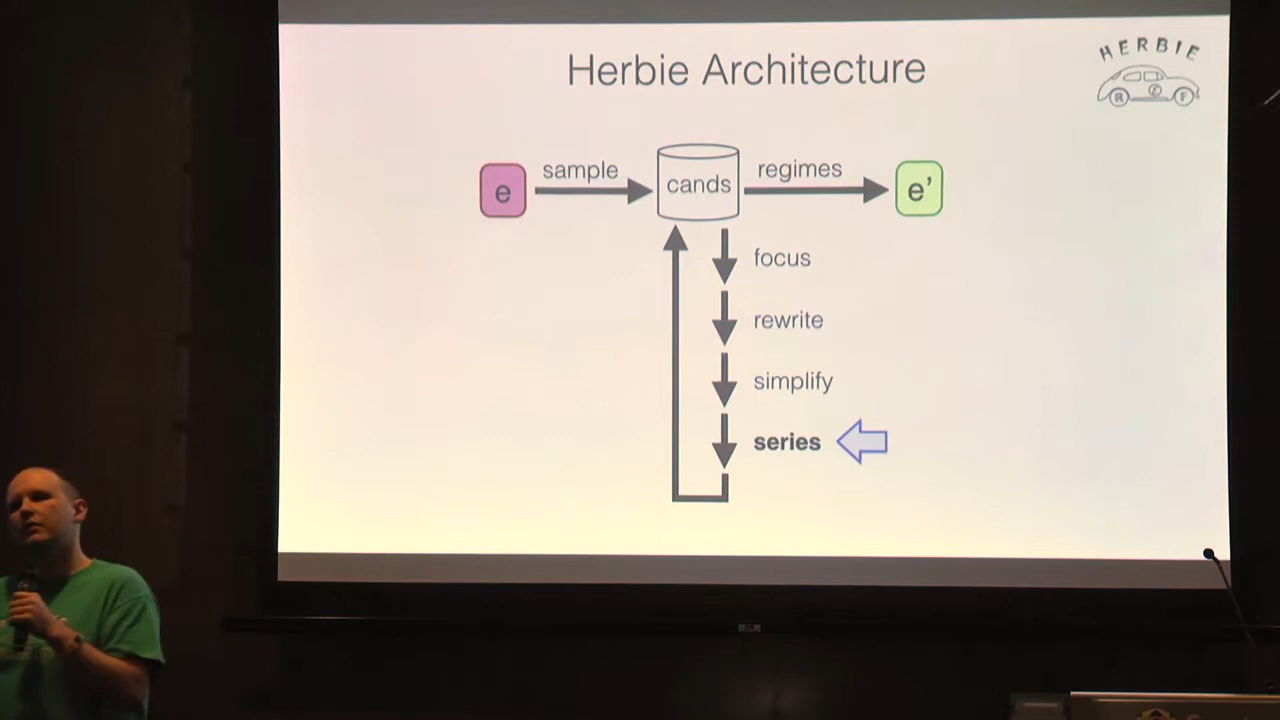 Herbie Architecture
HERBIE
e
sample
cands
regimes
e’
focus
rewrite
simplify
series